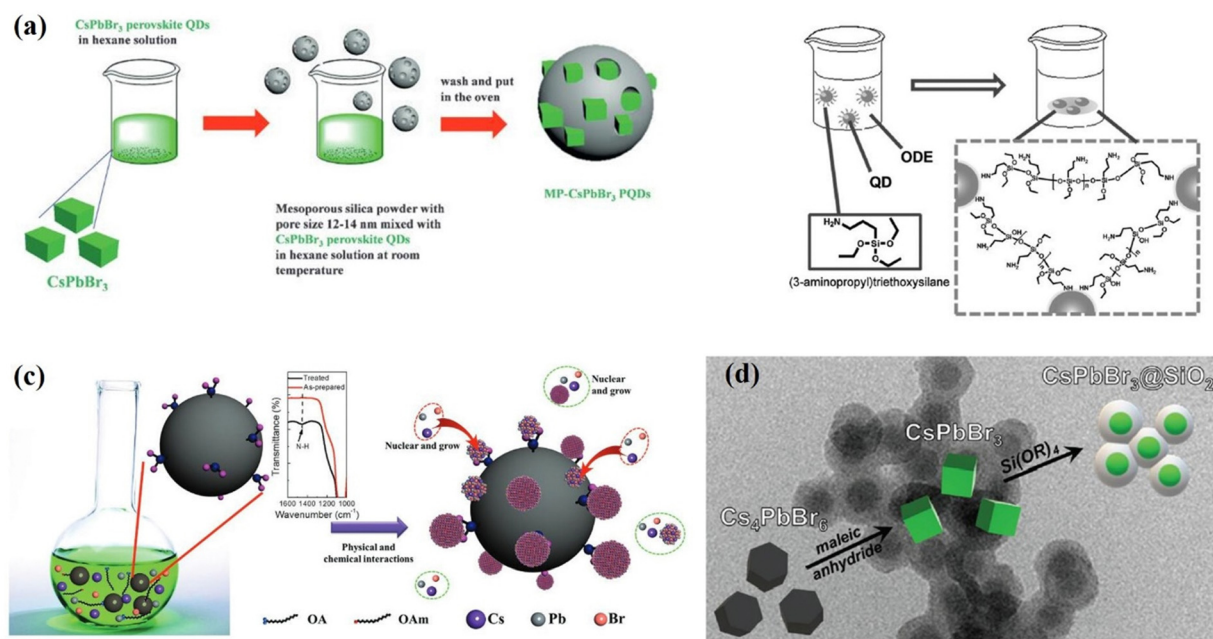 (a)
CsPbBr3 perovskite QDs
in hexane solution
CsPbBr3
Mesoporous silica powder with
pore size 12-14 nm mixed with
CsPbBr3 perovskite QDs
in hexane solution at room
temperature
wash and put
in the oven
MP-CsPbBr3 PQDs
ODE
QD
H2N
Si
O
O
O
(3-aminopropyl)triethoxysilane
(c)
Treated
As-prepared
N-H
Transmittance (%)
1600 1400 1200 1000
Wavenumber (cm-1)
Physical and
chemical interactions
Nuclear and grow
Nuclear
and grow
OA
OAm
Cs
Pb
Br
(d)
CsPbBr3@SiO2
CsPbBr3
Si(OR)4
Cs4PbBr6
maleic
anhydride